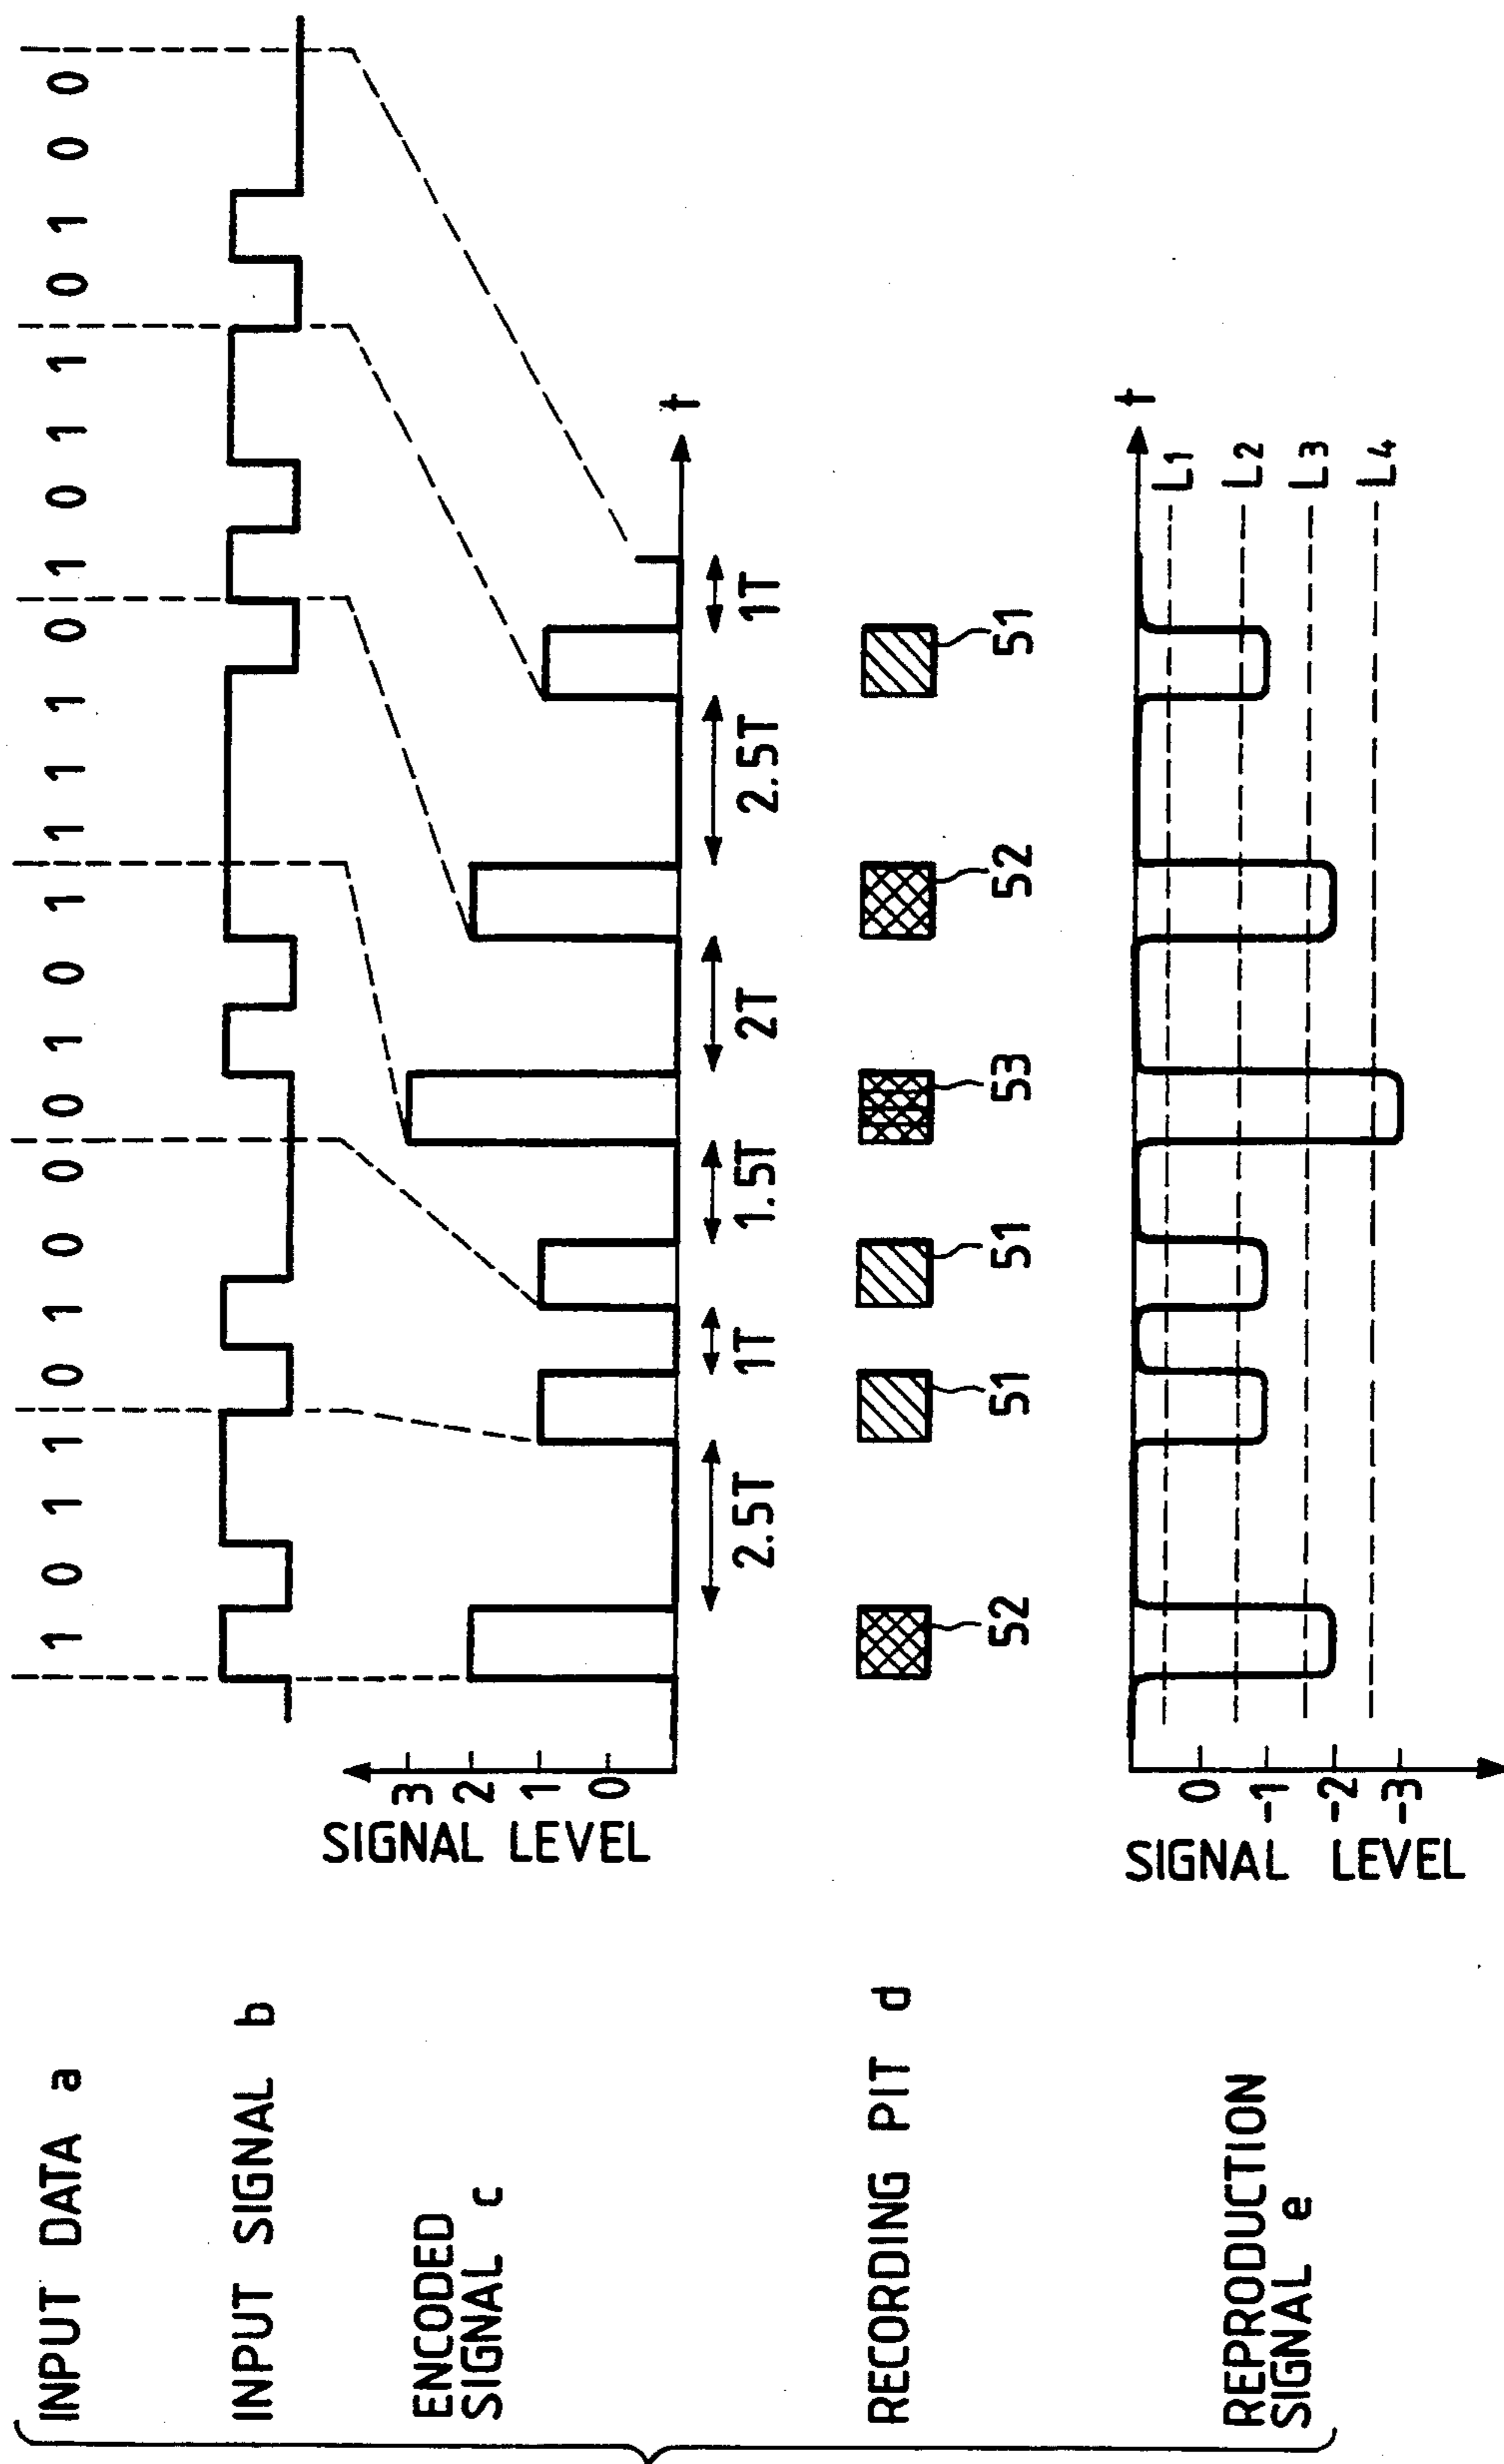 INPUT DATA a
1 0 1 1 0 1 0 0 0 1 0 1 1 1 1 0 1 0 1 1 0 1 0 0
INPUT SIGNAL b
ENCODED
SIGNAL c
SIGNAL LEVEL
3
2
1
0
t
2.5T 1T 1.5T 2T 2.5T 1T
RECORDING PIT d
52 51 51 53 52 51
REPRODUCTION
SIGNAL e
SIGNAL LEVEL
0
-1
-2
-3
t
L1
L2
L3
L4